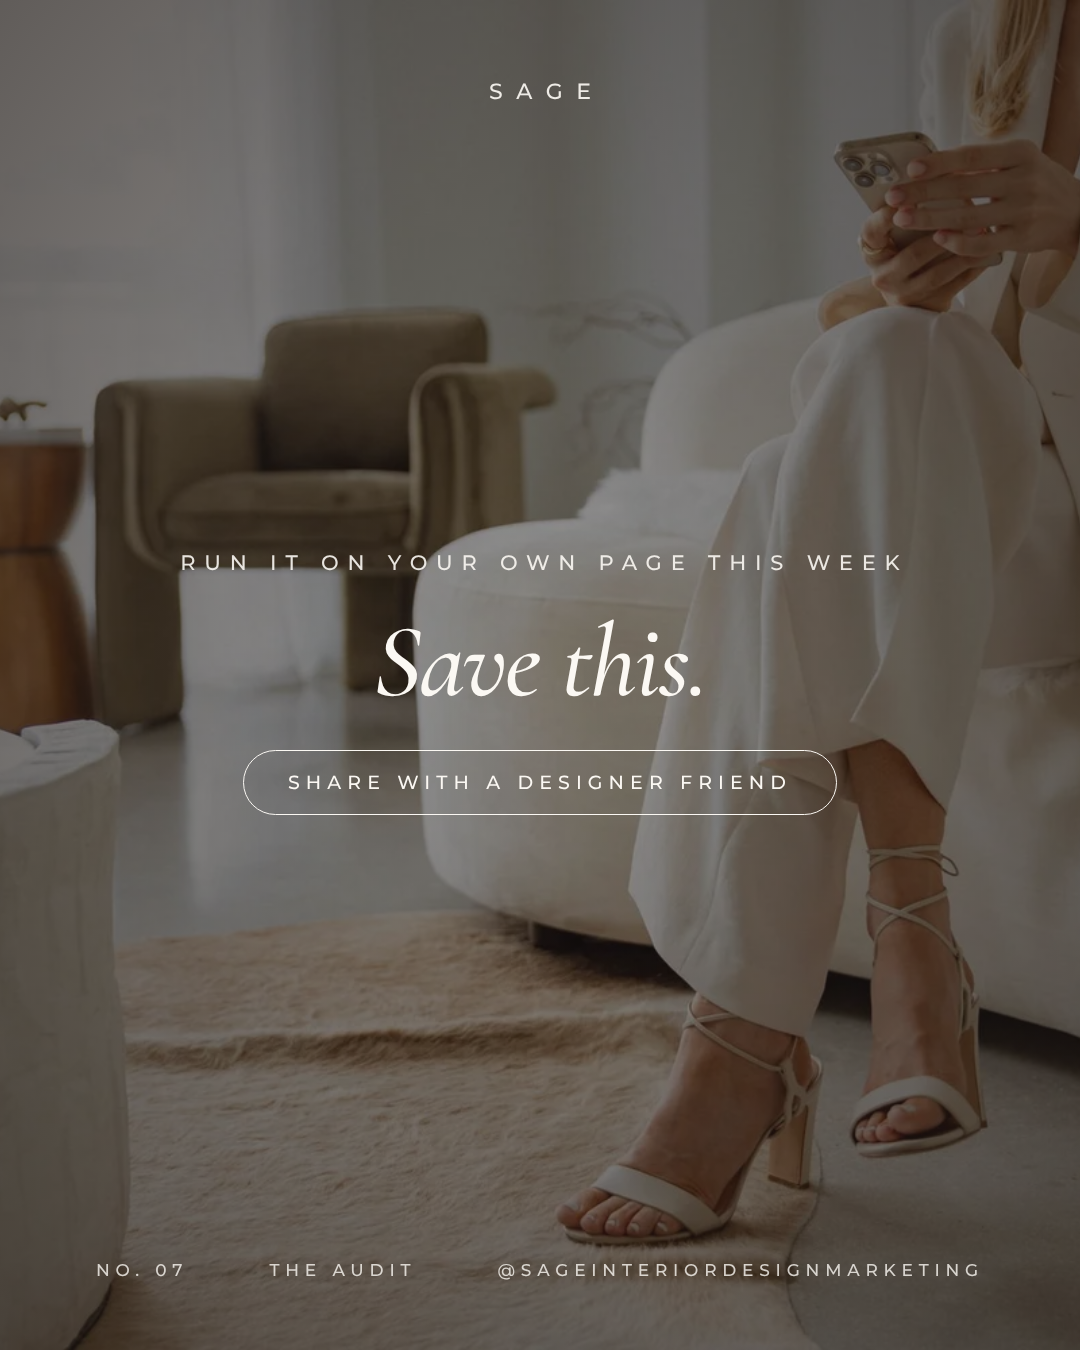 SAGE
RUN IT ON YOUR OWN PAGE THIS WEEK
Save this.
SHARE WITH A DESIGNER FRIEND
NO. 07 THE AUDIT @SAGEINTERIORDESIGNMARKETING